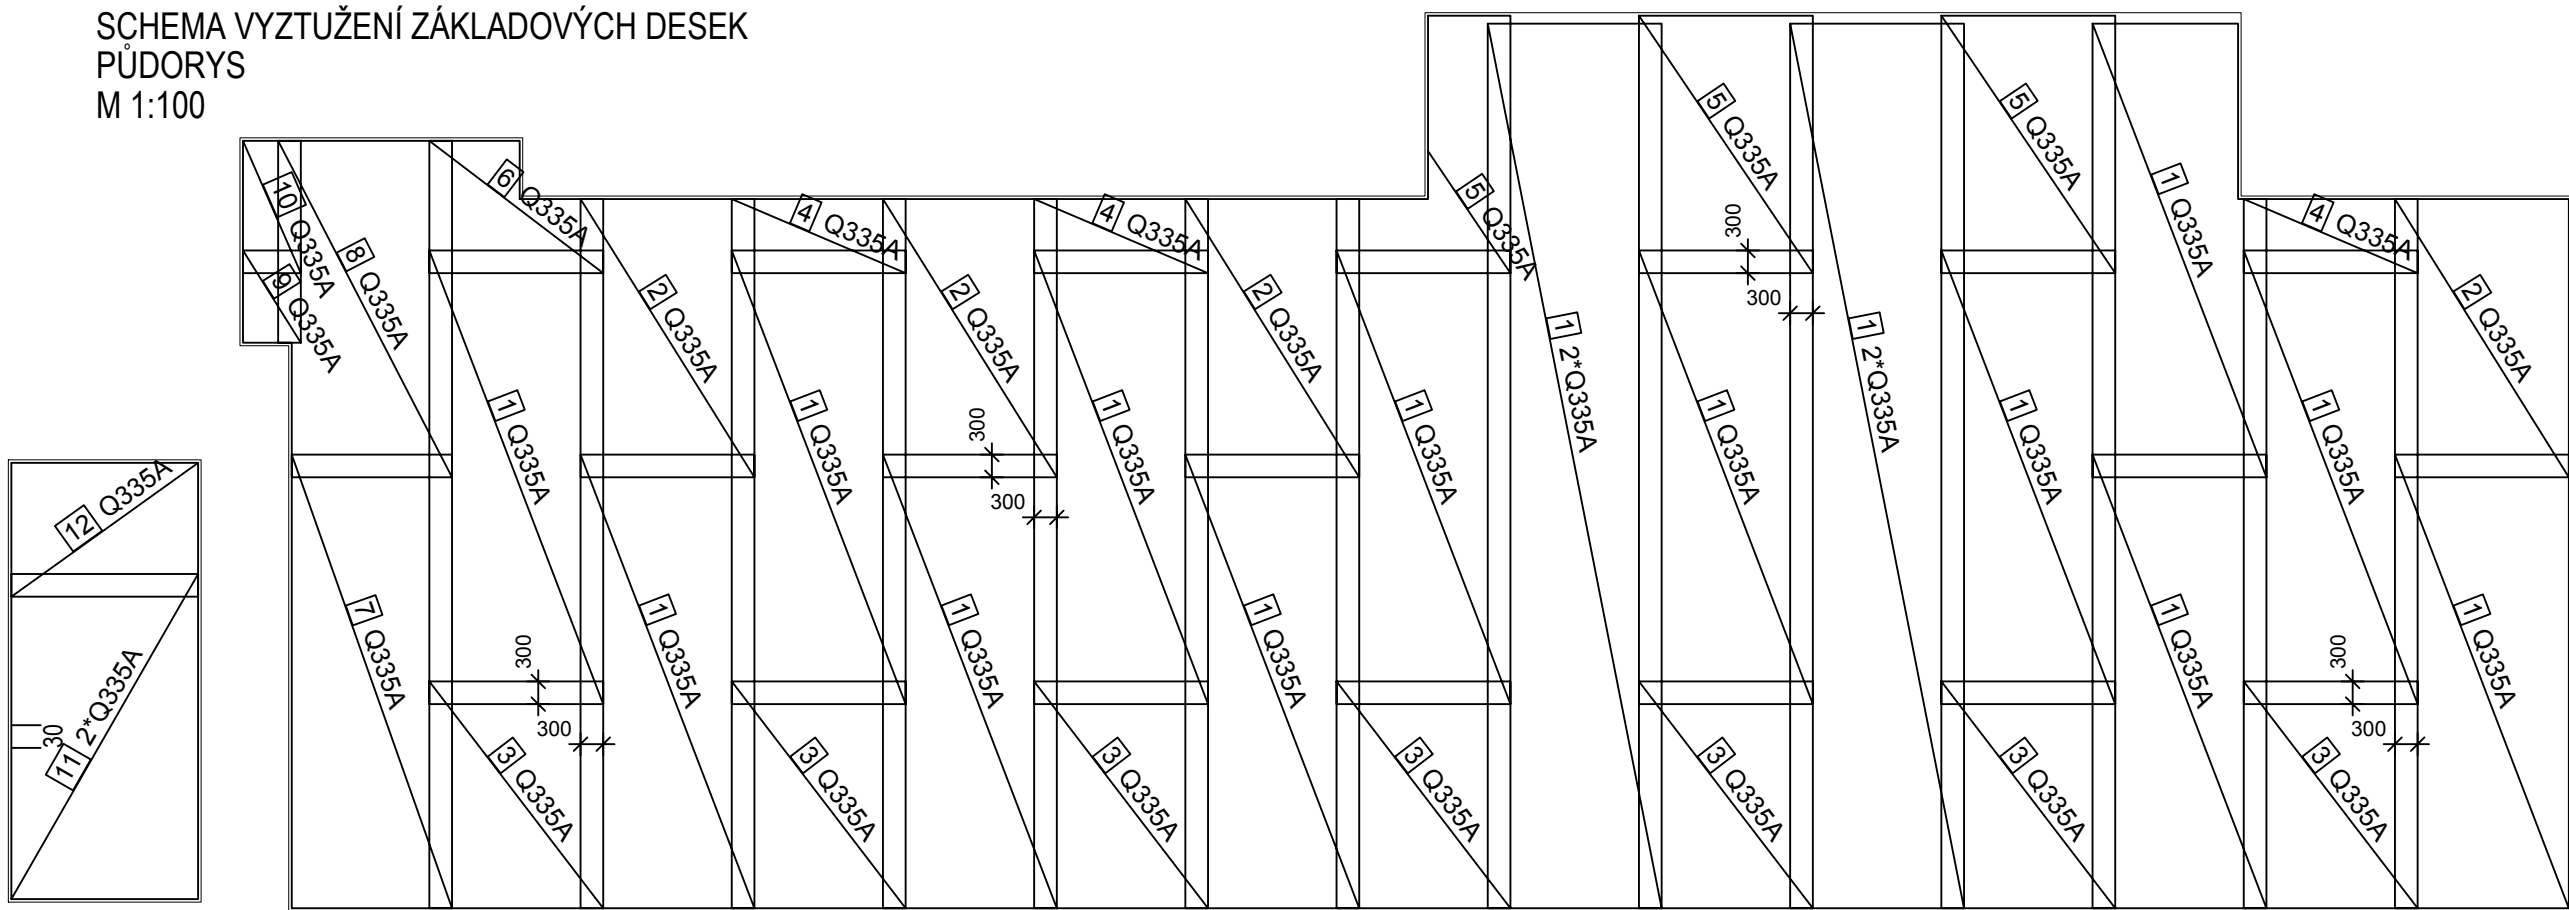 SCHEMA VYZTUŽENÍ ZÁKLADOVÝCH DESEK
PŮDORYS
M 1:100
10 Q335A
9 Q335A
8 Q335A
6 Q335A
4 Q335A
4 Q335A
5 Q335A
5 Q335A
5 Q335A
1 Q335A
4 Q335A
2 Q335A
2 Q335A
2 Q335A
2 Q335A
300
300
1 2*Q335A
1 2*Q335A
1 Q335A
1 Q335A
1 Q335A
1 Q335A
1 Q335A
1 Q335A
1 Q335A
300
300
12 Q335A
11 2*Q335A
30
7 Q335A
1 Q335A
1 Q335A
1 Q335A
1 Q335A
1 Q335A
300
300
300
300
3 Q335A
3 Q335A
3 Q335A
3 Q335A
3 Q335A
3 Q335A
3 Q335A